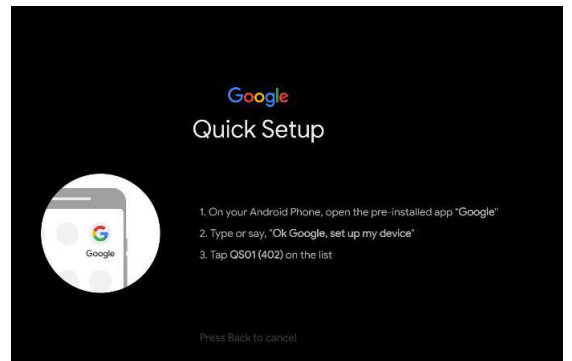 Google
Quick Setup
1. On your Android Phone, open the pre-installed app "Google"
2. Type or say, "Ok Google, set up my device"
3. Tap QS01 (402) on the list
G
Google
Press Back to cancel